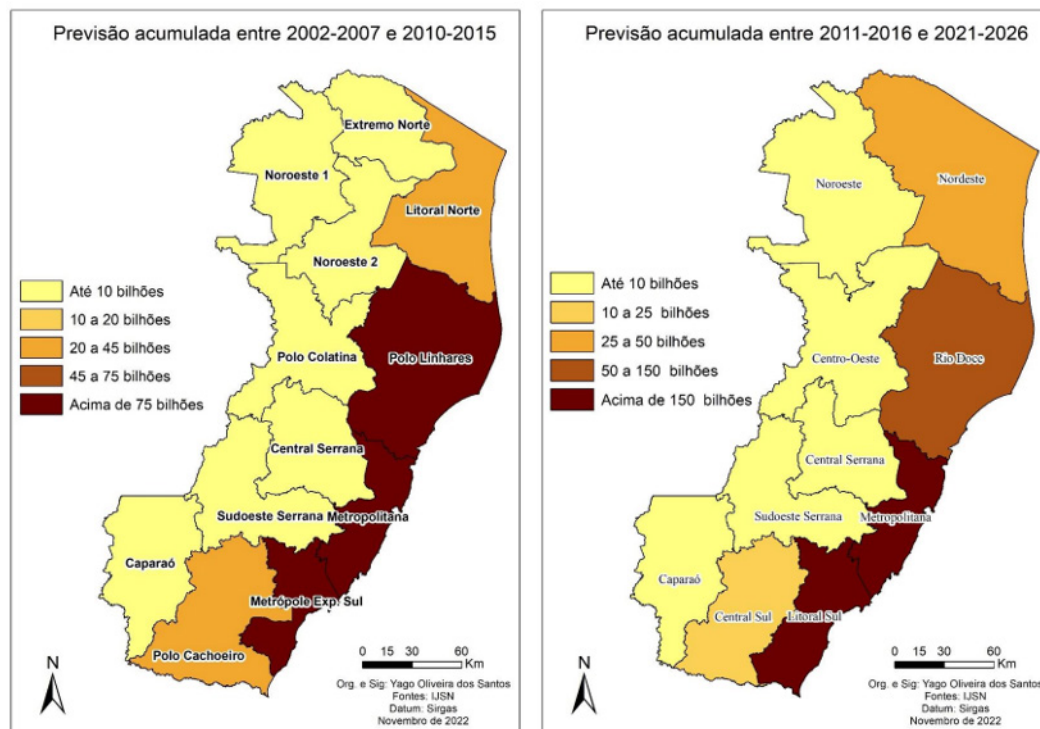 Previsão acumulada entre 2002-2007 e 2010-2015
Extremo Norte
Noroeste 1
Litoral Norte
Noroeste 2
Até 10 bilhões
10 a 20 bilhões
20 a 45 bilhões
45 a 75 bilhões
Acima de 75 bilhões
Polo Colatina
Polo Linhares
Central Serrana
Sudoeste Serrana
Metropolitana
Caparaó
Metrópole Exp. Sul
Polo Cachoeiro
N
0 15 30 60
Km
Org. e Sig: Yago Oliveira dos Santos
Fontes: IJSN
Datum: Sirgas
Novembro de 2022
Previsão acumulada entre 2011-2016 e 2021-2026
Noroeste
Nordeste
Até 10 bilhões
10 a 25 bilhões
25 a 50 bilhões
50 a 150 bilhões
Acima de 150 bilhões
Centro-Oeste
Rio Doce
Central Serrana
Sudoeste Serrana
Metropolitana
Caparaó
Central Sul
Litoral Sul
N
0 15 30 60
Km
Org. e Sig: Yago Oliveira dos Santos
Fontes: IJSN
Datum: Sirgas
Novembro de 2022